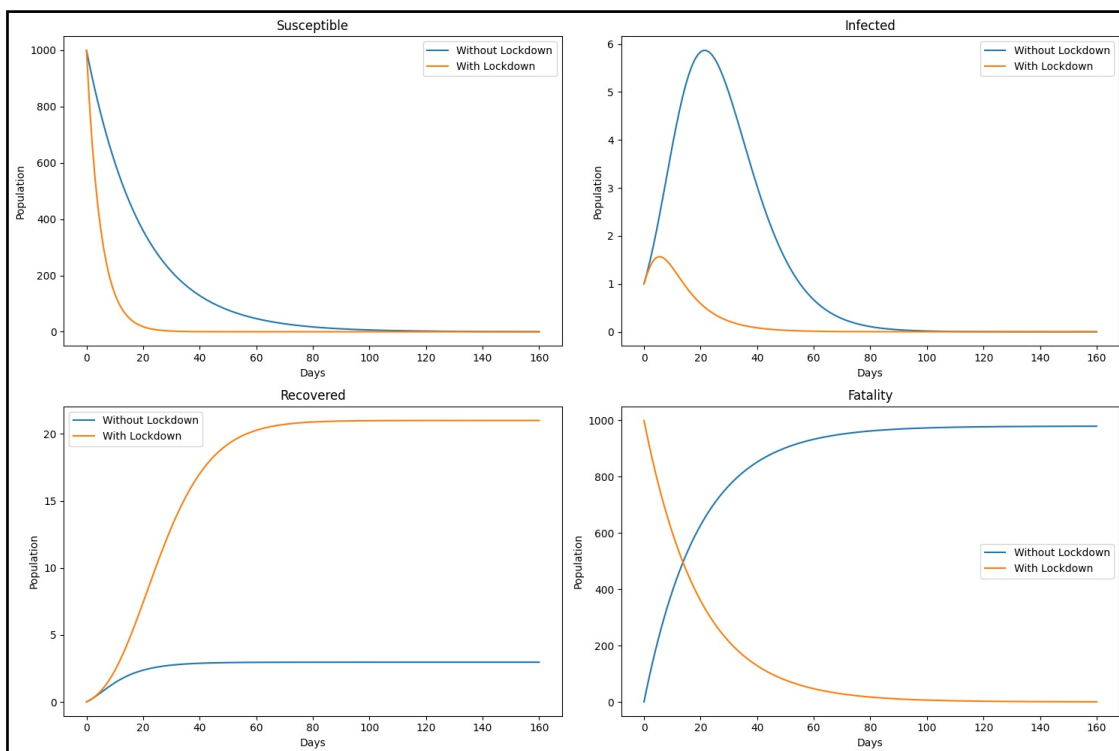 Susceptible
Population
1000
800
600
400
200
0
Without Lockdown
With Lockdown
0 20 40 60 80 100 120 140 160
Days
Infected
Population
6
5
4
3
2
1
0
Without Lockdown
With Lockdown
0 20 40 60 80 100 120 140 160
Days
Recovered
Population
20
15
10
5
0
Without Lockdown
With Lockdown
0 20 40 60 80 100 120 140 160
Days
Fatality
Population
1000
800
600
400
200
0
Without Lockdown
With Lockdown
0 20 40 60 80 100 120 140 160
Days